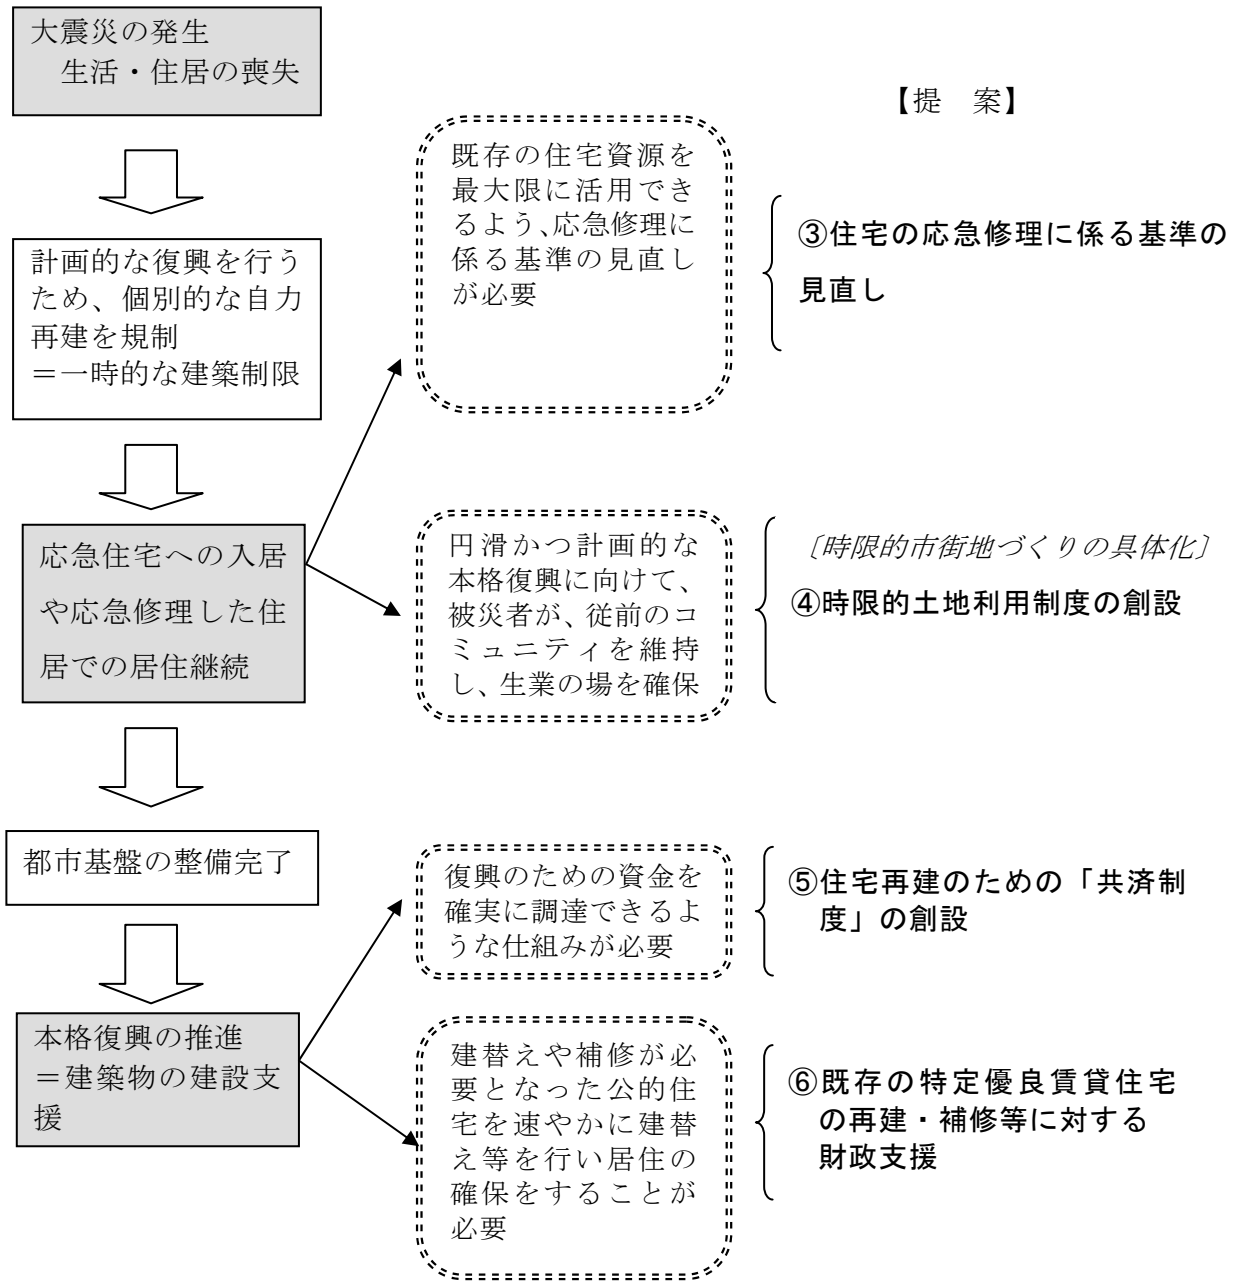 大震災の発生
生活・住居の喪失
計画的な復興を行う
ため、個別的な自力
再建を規制
＝一時的な建築制限
応急住宅への入居
や応急修理した住
居での居住継続
都市基盤の整備完了
本格復興の推進
＝建築物の建設支
援
既存の住宅資源を
最大限に活用でき
るよう、応急修理に
係る基準の見直し
が必要
円滑かつ計画的な
本格復興に向けて、
被災者が、従前のコ
ミュニティを維持
し、生業の場を確保
復興のための資金を
確実に調達できるよ
うな仕組みが必要
建替えや補修が必
要となった公的住
宅を速やかに建替
え等を行い居住の
確保をすることが
必要
【提　案】
③住宅の応急修理に係る基準の
見直し
〔時限的市街地づくりの具体化〕
④時限的土地利用制度の創設
⑤住宅再建のための「共済制
度」の創設
⑥既存の特定優良賃貸住宅
の再建・補修等に対する
財政支援